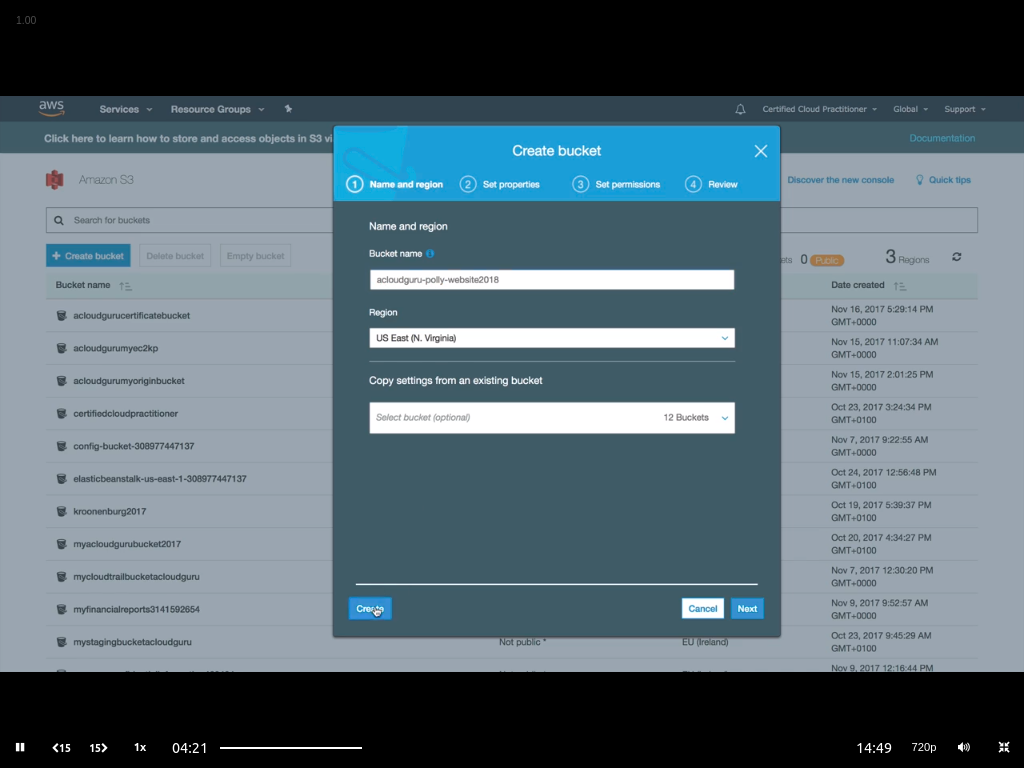 1.00
aws Services Resource Groups Certified Cloud Practitioner Global Support
Click here to learn how to store and access objects in S3 vi
Documentation
Create bucket
1 Name and region 2 Set properties 3 Set permissions 4 Review
Amazon S3
Discover the new console Quick tips
Search for buckets
Name and region
+ Create bucket Delete bucket Empty bucket
Bucket name
ets 0 Public 3 Regions
acloudguru-polly-website2018
Bucket name
Date created
Region
US East (N. Virginia)
Copy settings from an existing bucket
Select bucket (optional) 12 Buckets
acloudgurucertificatebucket
Nov 16, 2017 5:29:14 PM
GMT+0000
acloudgurumyec2kp
Nov 15, 2017 11:07:34 AM
GMT+0000
acloudgurumyoriginbucket
Nov 15, 2017 2:01:25 PM
GMT+0000
certifiedcloudpractitioner
Oct 23, 2017 3:24:34 PM
GMT+0100
config-bucket-308977447137
Nov 7, 2017 9:22:55 AM
GMT+0000
elasticbeanstalk-us-east-1-308977447137
Oct 24, 2017 12:56:48 PM
GMT+0100
kroonenburg2017
Oct 19, 2017 5:39:37 PM
GMT+0100
myacloudgurubucket2017
Oct 20, 2017 4:34:27 PM
GMT+0100
mycloudtrailbucketacloudguru
Nov 7, 2017 12:30:20 PM
GMT+0000
myfinancialreports3141592654
Nov 9, 2017 9:52:57 AM
GMT+0000
Create Cancel Next
mystagingbucketacloudguru
Not public * EU (Ireland)
Oct 23, 2017 9:45:29 AM
GMT+0100
Nov 9, 2017 12:16:44 PM
15 15 1x 04:21 14:49 720p